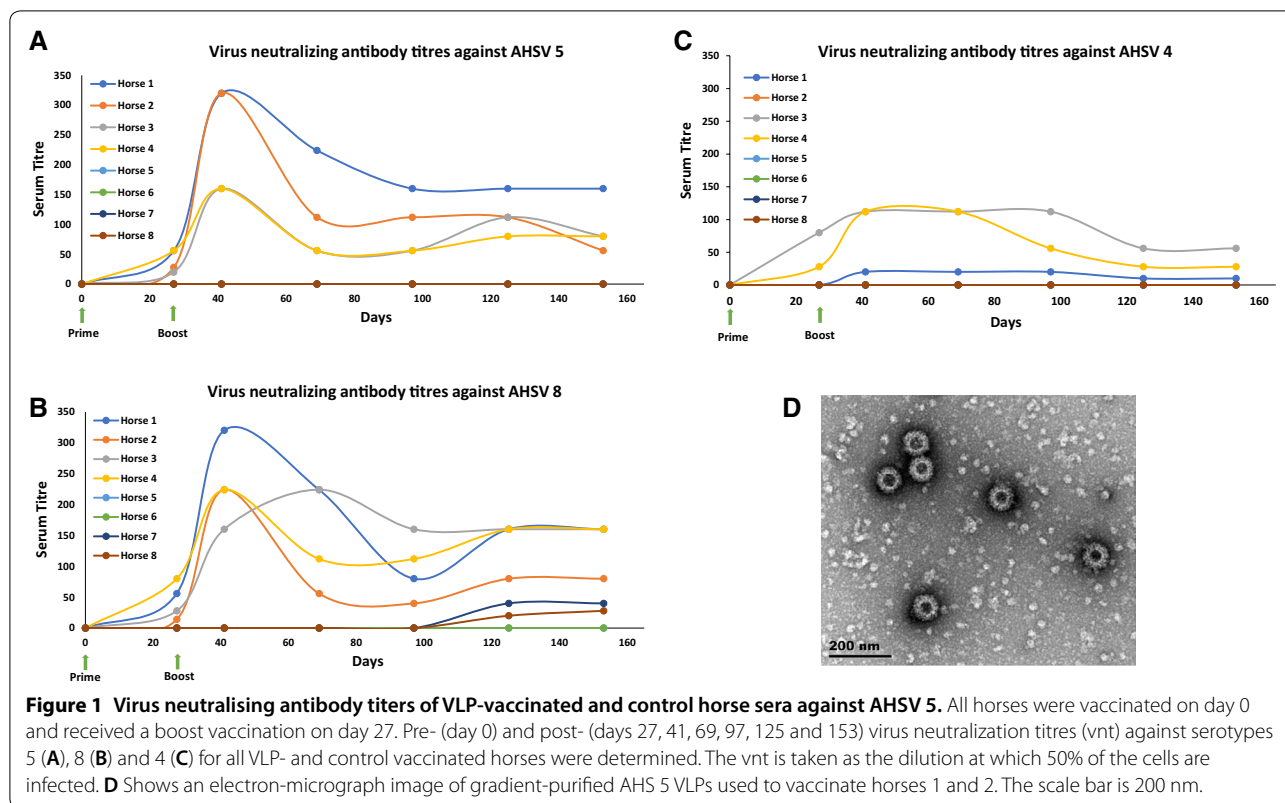 A
Virus neutralizing antibody titres against AHSV 5
Serum Titre
350
300
250
200
150
100
50
0
Horse 1
Horse 2
Horse 3
Horse 4
Horse 5
Horse 6
Horse 7
Horse 8
0 20 40 60 80 100 120 140 160
Prime
Boost
Days
B
Virus neutralizing antibody titres against AHSV 8
Serum Titre
350
300
250
200
150
100
50
0
Horse 1
Horse 2
Horse 3
Horse 4
Horse 5
Horse 6
Horse 7
Horse 8
0 20 40 60 80 100 120 140 160
Prime
Boost
Days
C
Virus neutralizing antibody titres against AHSV 4
Serum Titre
350
300
250
200
150
100
50
0
Horse 1
Horse 2
Horse 3
Horse 4
Horse 5
Horse 6
Horse 7
Horse 8
0 20 40 60 80 100 120 140 160
Prime
Boost
Days
D
200 nm
Figure 1 Virus neutralising antibody titers of VLP-vaccinated and control horse sera against AHSV 5. All horses were vaccinated on day 0
and received a boost vaccination on day 27. Pre- (day 0) and post- (days 27, 41, 69, 97, 125 and 153) virus neutralization titres (vnt) against serotypes
5 (A), 8 (B) and 4 (C) for all VLP- and control vaccinated horses were determined. The vnt is taken as the dilution at which 50% of the cells are
infected. D Shows an electron-micrograph image of gradient-purified AHS 5 VLPs used to vaccinate horses 1 and 2. The scale bar is 200 nm.